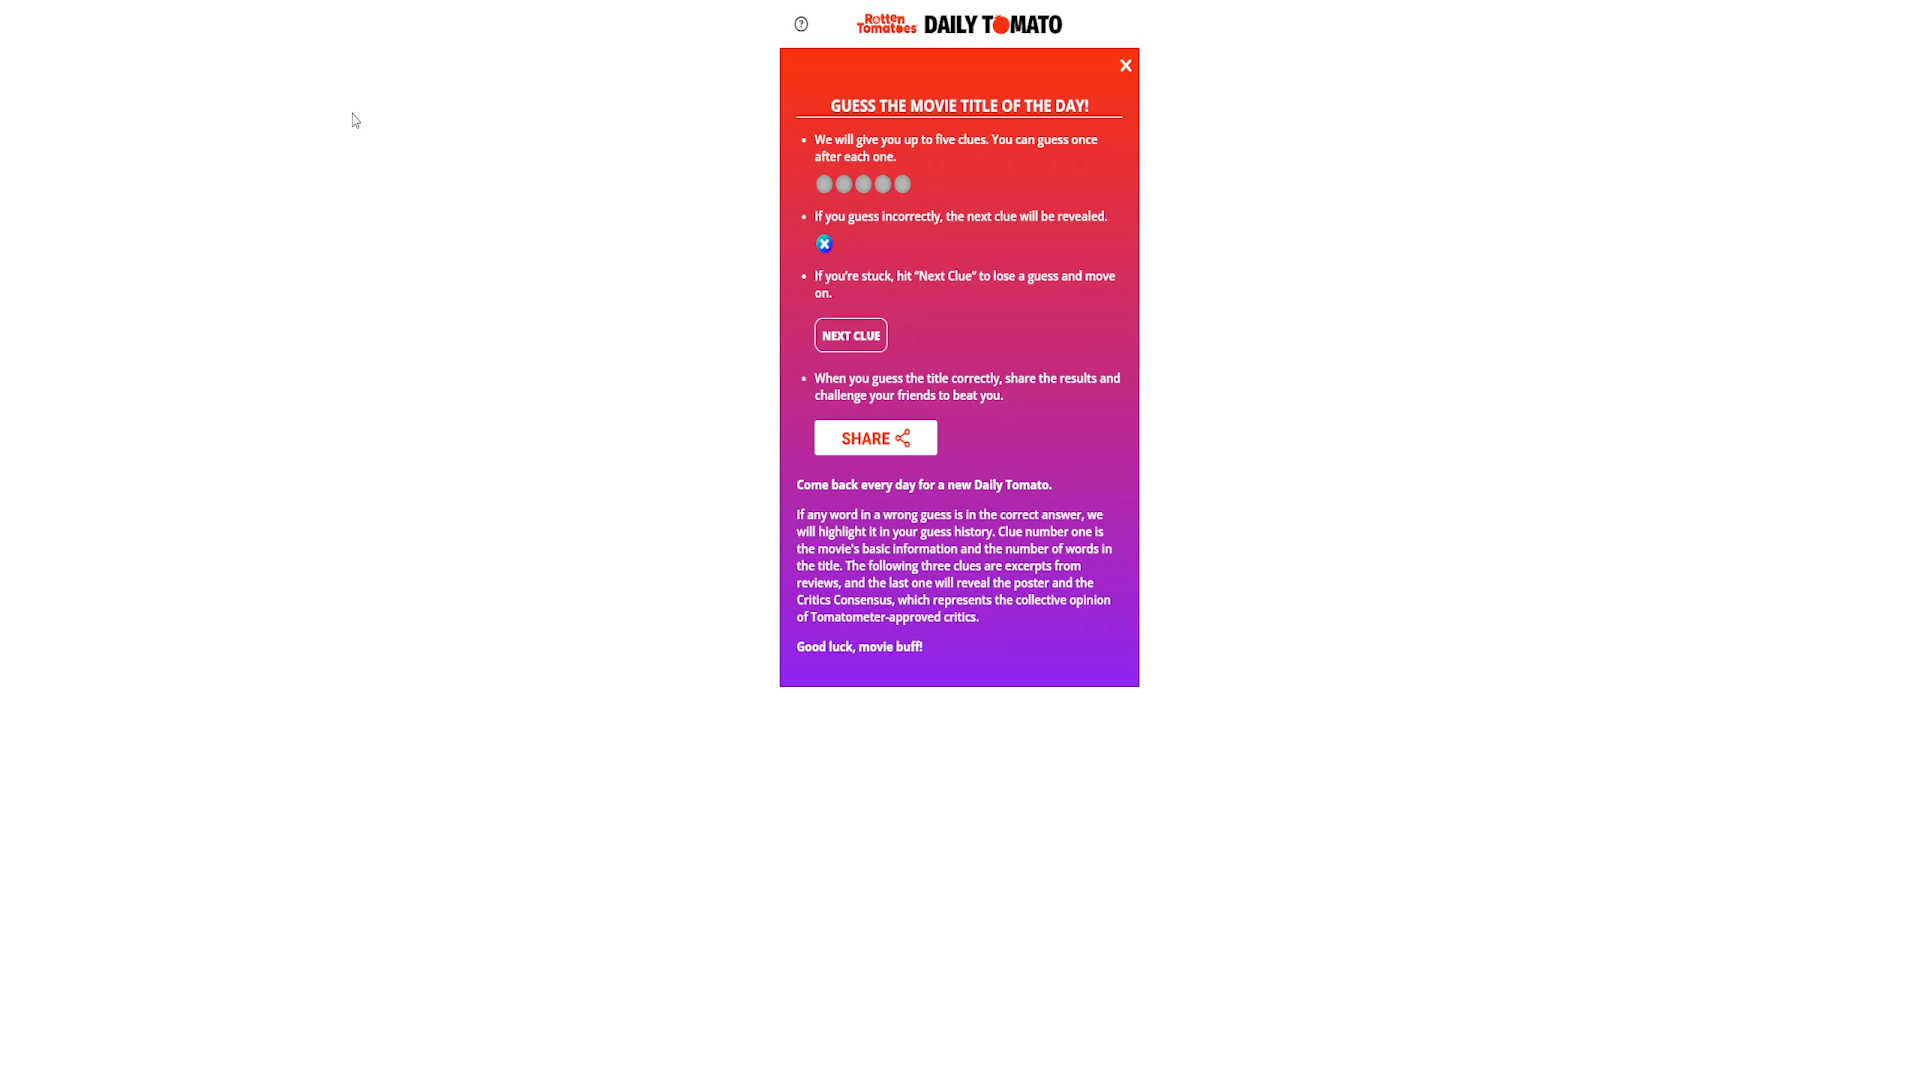 ?
Rotten
Tomatoes DAILY TOMATO
X
GUESS THE MOVIE TITLE OF THE DAY!
• We will give you up to five clues. You can guess once
after each one.
• If you guess incorrectly, the next clue will be revealed.
• If you're stuck, hit “Next Clue” to lose a guess and move
on.
NEXT CLUE
• When you guess the title correctly, share the results and
challenge your friends to beat you.
SHARE
Come back every day for a new Daily Tomato.
If any word in a wrong guess is in the correct answer, we
will highlight it in your guess history. Clue number one is
the movie's basic information and the number of words in
the title. The following three clues are excerpts from
reviews, and the last one will reveal the poster and the
Critics Consensus, which represents the collective opinion
of Tomatometer-approved critics.
Good luck, movie buff!